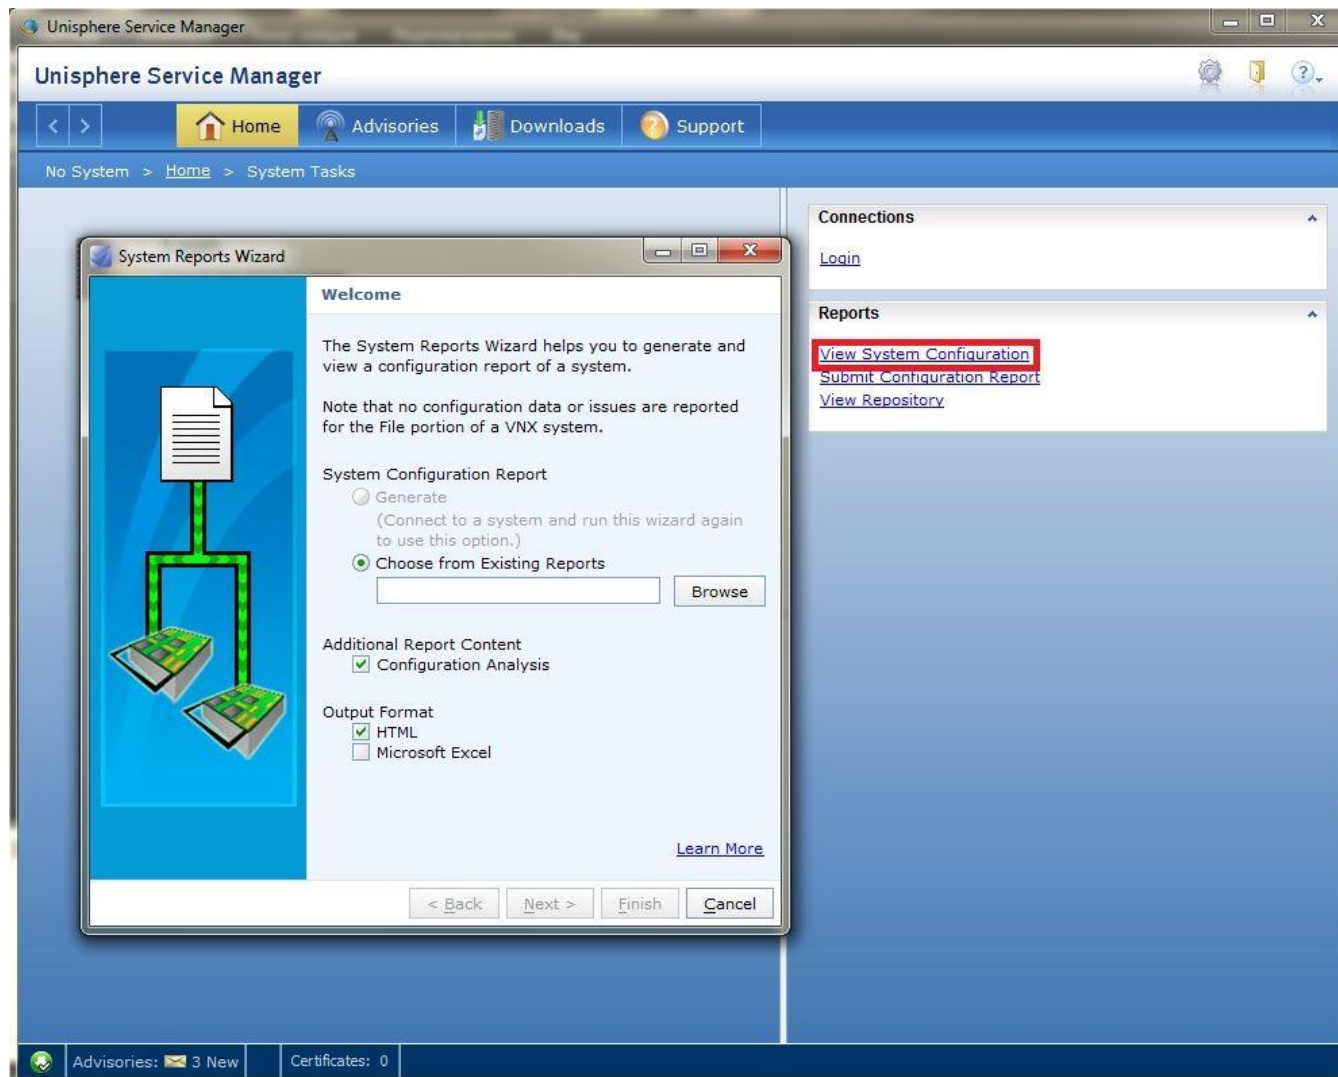 Unisphere Service Manager
Unisphere Service Manager
Home Advisories Downloads Support
No System > Home > System Tasks
System Reports Wizard
Welcome
The System Reports Wizard helps you to generate and
view a configuration report of a system.
Note that no configuration data or issues are reported
for the File portion of a VNX system.
System Configuration Report
Generate
(Connect to a system and run this wizard again
to use this option.)
Choose from Existing Reports
Browse
Additional Report Content
Configuration Analysis
Output Format
HTML
Microsoft Excel
Learn More
< Back Next > Finish Cancel
Connections
Login
Reports
View System Configuration
Submit Configuration Report
View Repository
Advisories: 3 New Certificates: 0